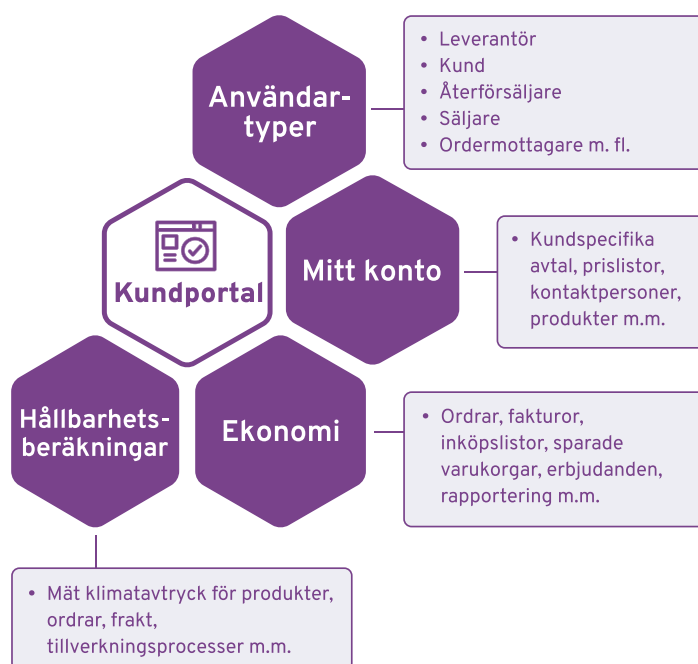 Användar-
typer
• Leverantör
• Kund
• Återförsäljare
• Säljare
• Ordermottagare m. fl.
Kundportal
Mitt konto
• Kundspecifika
avtal, prislistor,
kontaktpersoner,
produkter m.m.
Hållbarhets-
beräkningar
Ekonomi
• Ordrar, fakturor,
inköpslistor, sparade
varukorgar, erbjudanden,
rapportering m.m.
• Mät klimatavtryck för produkter,
ordrar, frakt,
tillverkningsprocesser m.m.